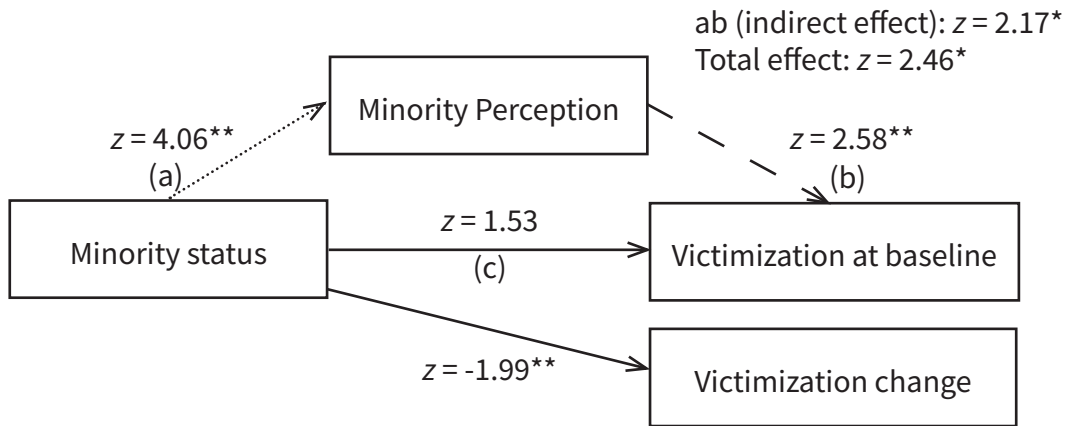 ab (indirect effect): z = 2.17*
Total effect: z = 2.46*
Minority Perception
z = 4.06**
(a)
z = 2.58**
(b)
Minority status
z = 1.53
(c)
Victimization at baseline
z = -1.99**
Victimization change